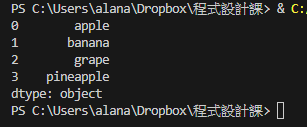 PS C:\Users\alana\Dropbox\程式設計課> & C:
0 apple
1 banana
2 grape
3 pineapple
dtype: object
PS C:\Users\alana\Dropbox\程式設計課>